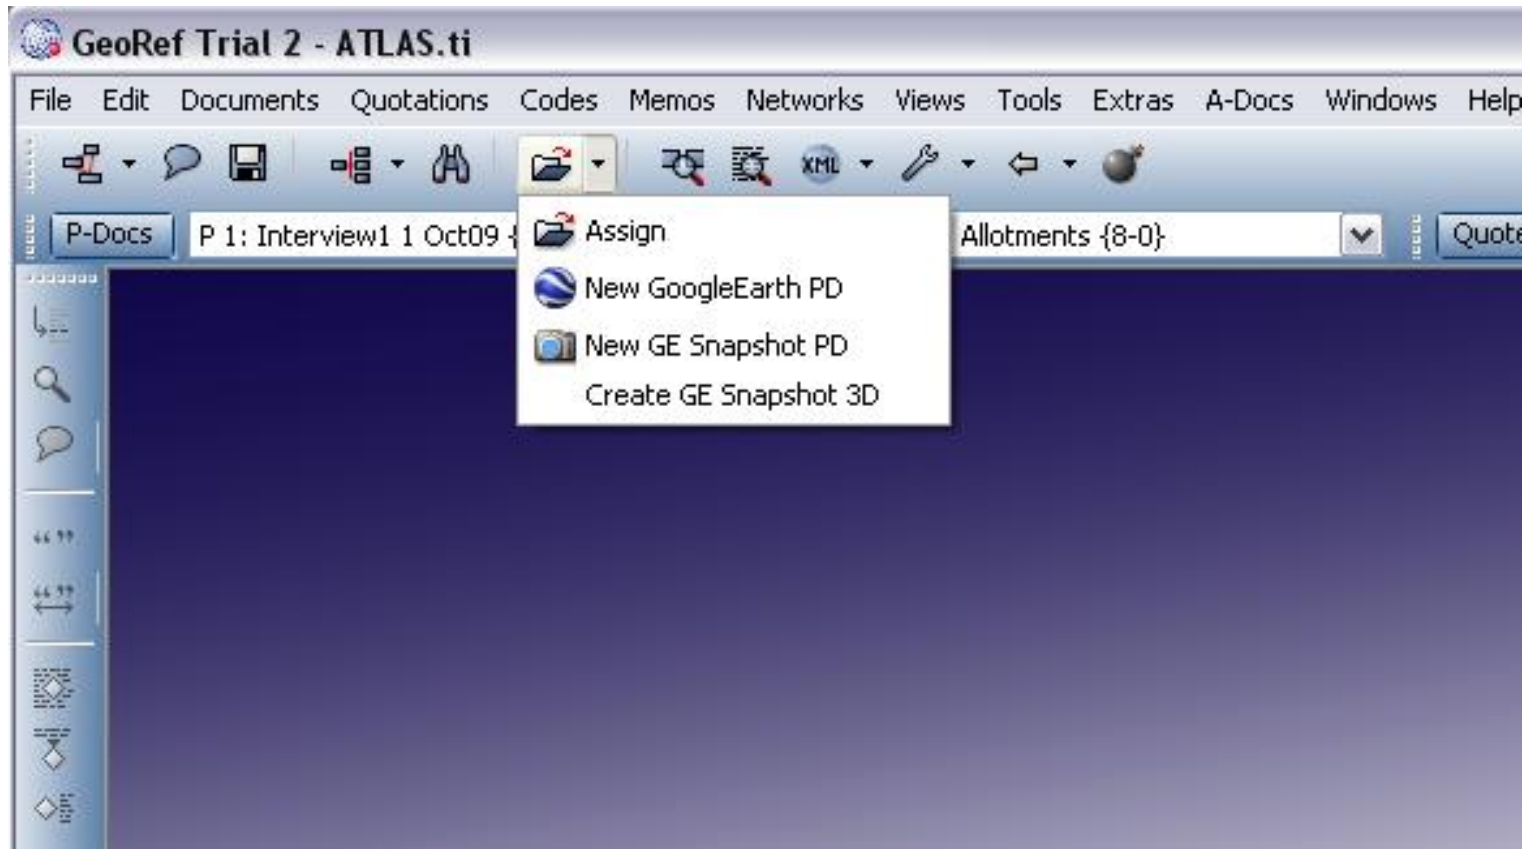 GeoRef Trial 2 - ATLAS.ti
File Edit Documents Quotations Codes Memos Networks Views Tools Extras A-Docs Windows Help
XML
P-Docs P 1: Interview1 1 Oct09 Allotments {8-0} Quote
Assign
New GoogleEarth PD
New GE Snapshot PD
Create GE Snapshot 3D